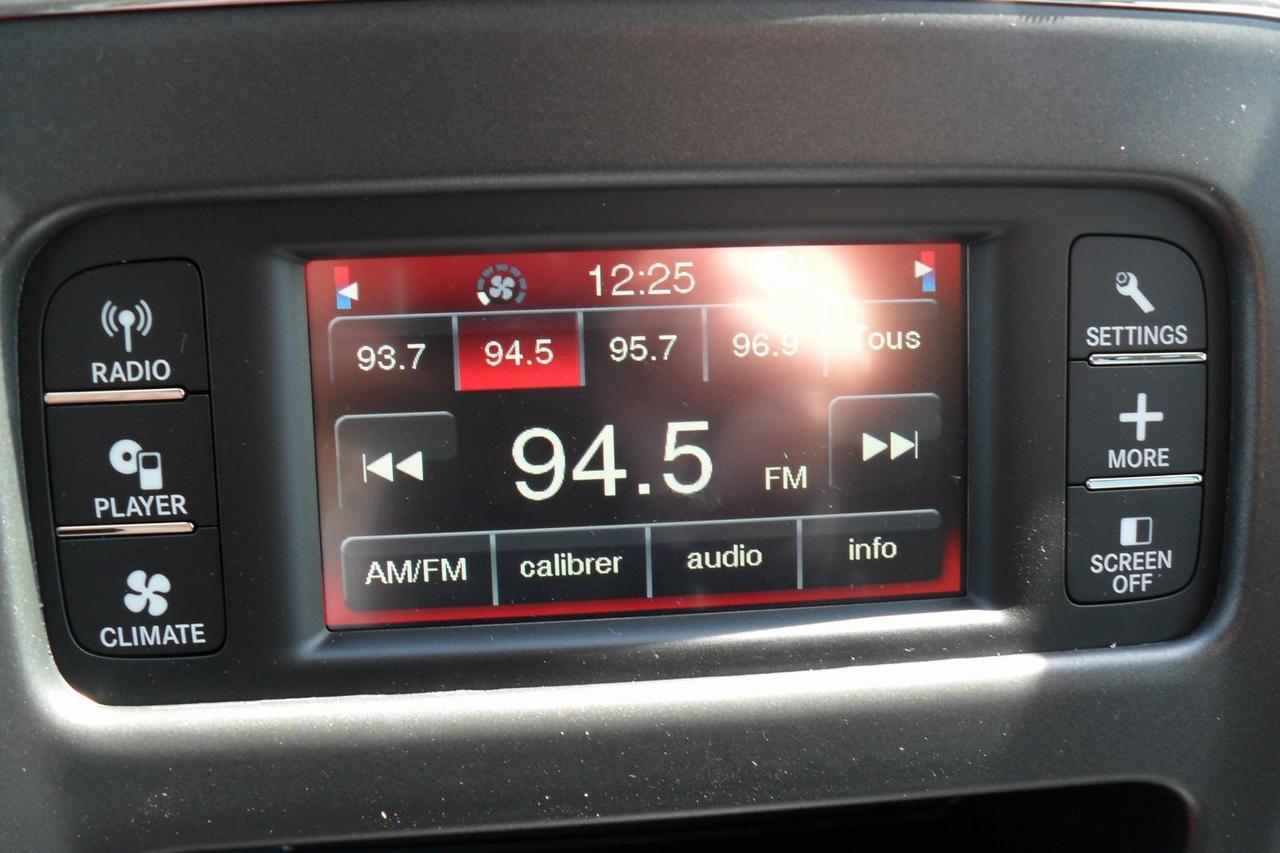 12:25
93.7 94.5 95.7 96.9 Tous
94.5 FM
AM/FM calibrer audio info
RADIO
PLAYER
CLIMATE
SETTINGS
MORE
SCREEN
OFF